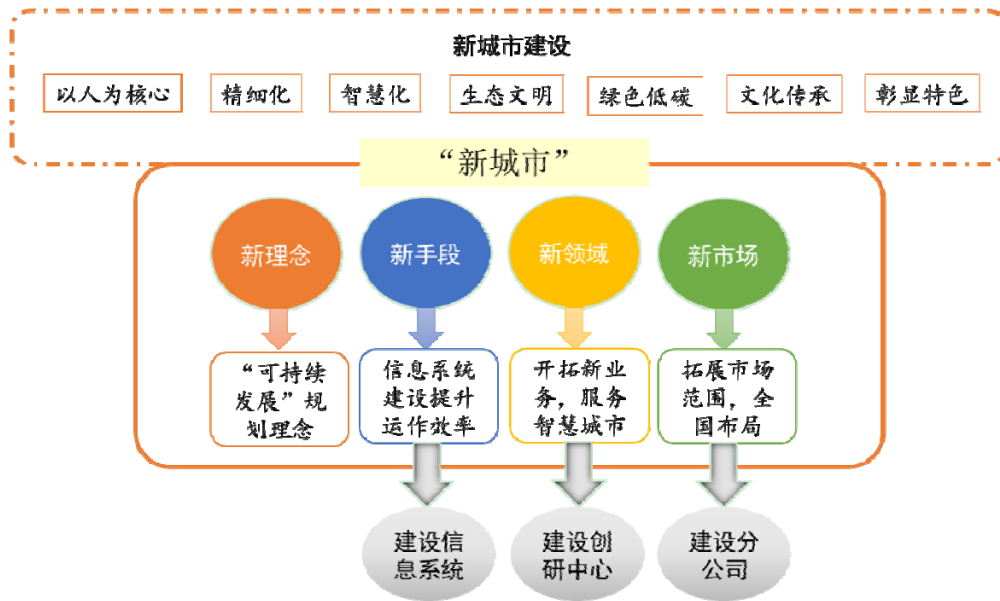 新城市建设
以人为核心
精细化
智慧化
生态文明
绿色低碳
文化传承
彰显特色
“新城市”
新理念
新手段
新领域
新市场
“可持续
发展”规
划理念
信息系统
建设提升
运作效率
开拓新业
务，服务
智慧城市
拓展市场
范围，全
国布局
建设信
息系统
建设创
研中心
建设分
公司